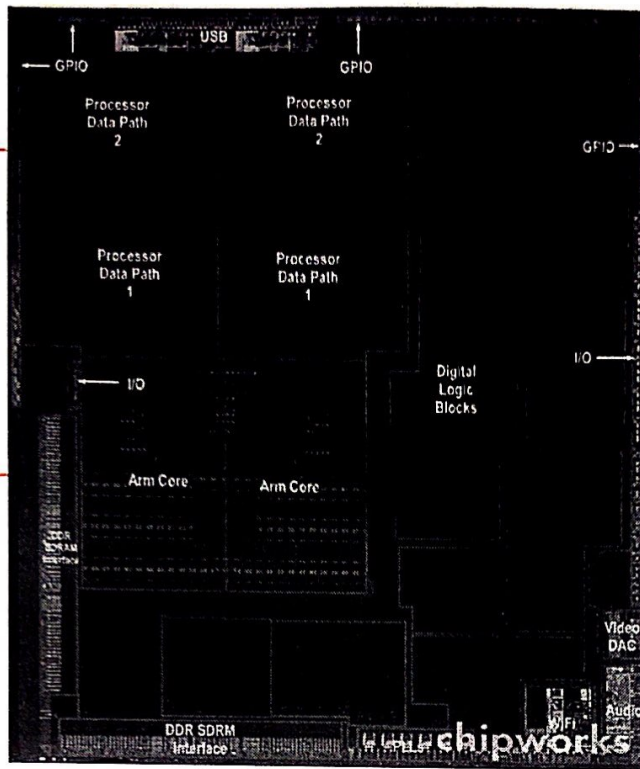 USB
GPIO
GPIO
Processor
Data Path
2
Processor
Data Path
2
GPIO
Processor
Data Path
1
Processor
Data Path
1
I/O
I/O
Digital
Logic
Blocks
Arm Core
Arm Core
DDR
SDRAM
Interface
Video
DAC
Audio
WiFi
DDR SDRM
Interface
chipworks